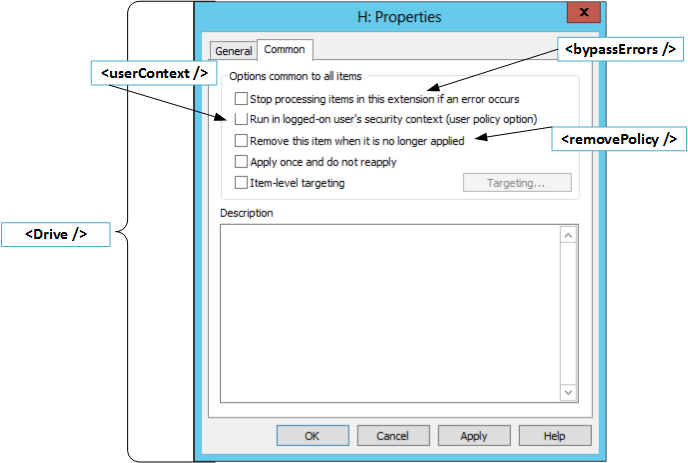 H: Properties
x
General
Common
<bypassErrors />
<userContext />
Options common to all items
Stop processing items in this extension if an error occurs
Run in logged-on user's security context (user policy option)
Remove this item when it is no longer applied
<removePolicy />
Apply once and do not reapply
Item-level targeting
Targeting...
Description
<Drive />
OK
Cancel
Apply
Help